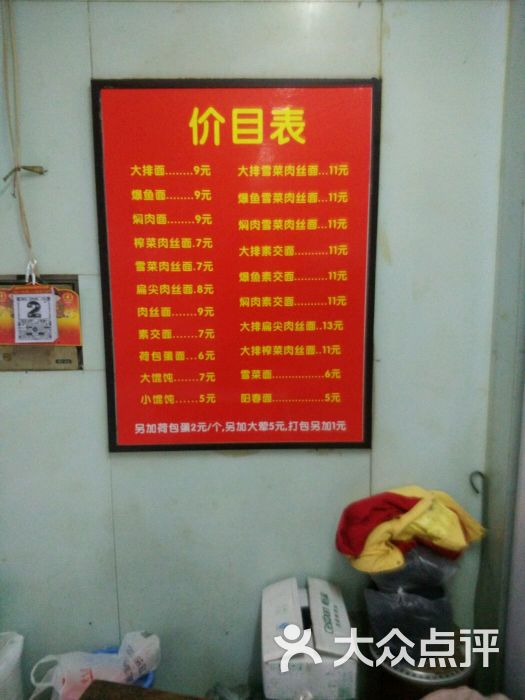 价目表
大排面........9元
爆鱼面........9元
焖肉面........9元
榨菜肉丝面.7元
雪菜肉丝面.7元
扁尖肉丝面.8元
肉丝面........9元
素交面........7元
荷包蛋面...6元
大馄饨.......7元
小馄饨......5元
大排雪菜肉丝面...11元
爆鱼雪菜肉丝面...11元
焖肉雪菜肉丝面...11元
大排素交面............11元
爆鱼素交面............11元
焖肉素交面............11元
大排扁尖肉丝面..13元
大排榨菜肉丝面..11元
雪菜面.................6元
阳春面.................5元
另加荷包蛋2元/个,另加大荤5元,打包另加1元
2
大众点评